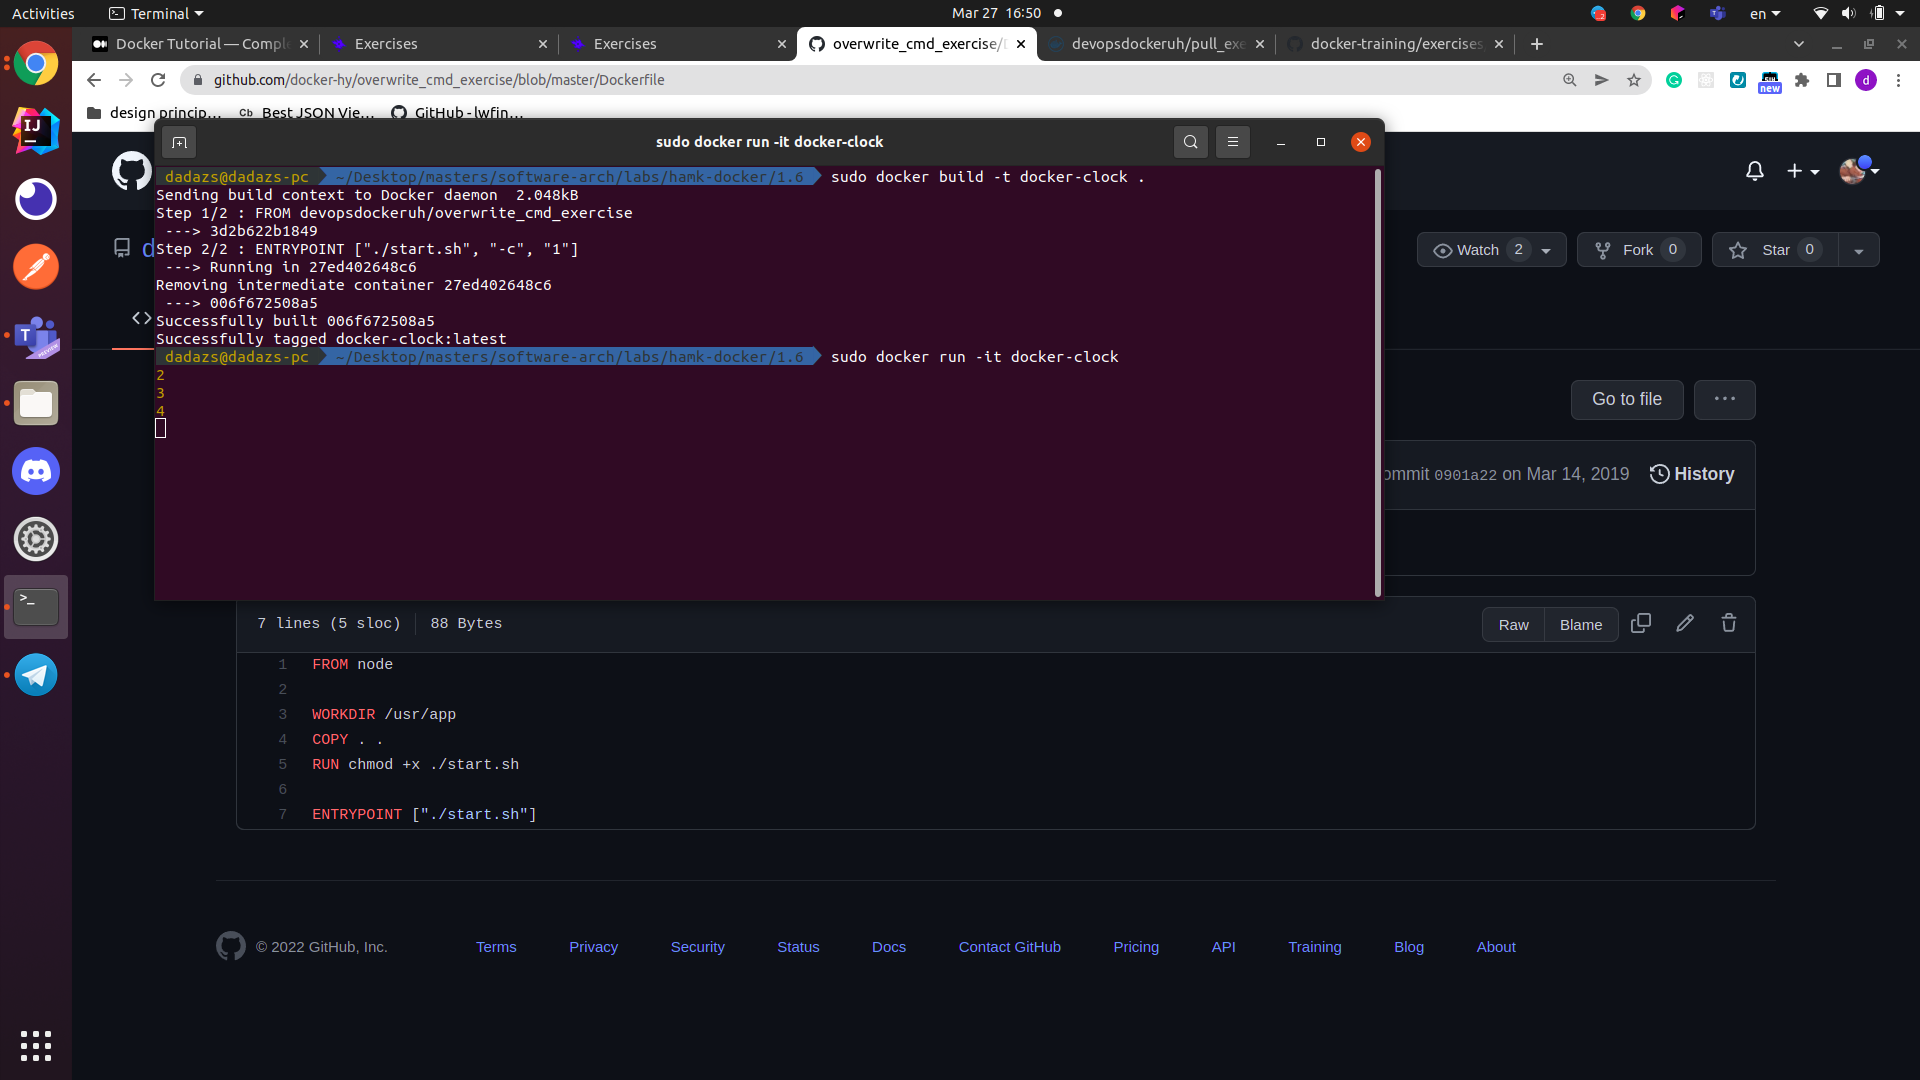 Activities Terminal Mar 27 16:50 en
Docker Tutorial — Comple Exercises Exercises overwrite_cmd_exercise/ devopsdockeruh/pull_exe docker-training/exercises
github.com/docker-hy/overwrite_cmd_exercise/blob/master/Dockerfile new d
design princip… Cb Best JSON Vie… GitHub - lwfin…
sudo docker run -it docker-clock
dadazs@dadazs-pc ~/Desktop/masters/software-arch/labs/hamk-docker/1.6 sudo docker build -t docker-clock .
Sending build context to Docker daemon 2.048kB
Step 1/2 : FROM devopsdockeruh/overwrite_cmd_exercise
---> 3d2b622b1849
Step 2/2 : ENTRYPOINT ["./start.sh", "-c", "1"]
---> Running in 27ed402648c6
Removing intermediate container 27ed402648c6
---> 006f672508a5
Successfully built 006f672508a5
Successfully tagged docker-clock:latest
dadazs@dadazs-pc ~/Desktop/masters/software-arch/labs/hamk-docker/1.6 sudo docker run -it docker-clock
2
3
4
d Watch 2 Fork 0 Star 0
Go to file ···
ommit 0901a22 on Mar 14, 2019 History
7 lines (5 sloc) 88 Bytes Raw Blame
1 FROM node
2
3 WORKDIR /usr/app
4 COPY . .
5 RUN chmod +x ./start.sh
6
7 ENTRYPOINT ["./start.sh"]
© 2022 GitHub, Inc. Terms Privacy Security Status Docs Contact GitHub Pricing API Training Blog About